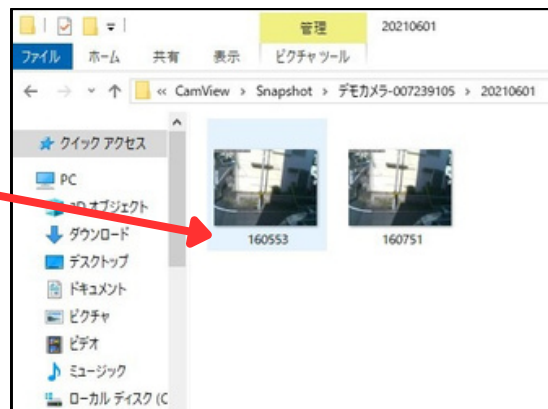 管理
20210601
ファイル
ホーム
共有
表示
ピクチャ ツール
« CamView › Snapshot › デモカメラ-007239105 › 20210601
クイック アクセス
PC
3D オブジェクト
ダウンロード
デスクトップ
ドキュメント
ピクチャ
ビデオ
ミュージック
ローカル ディスク (C
160553
160751